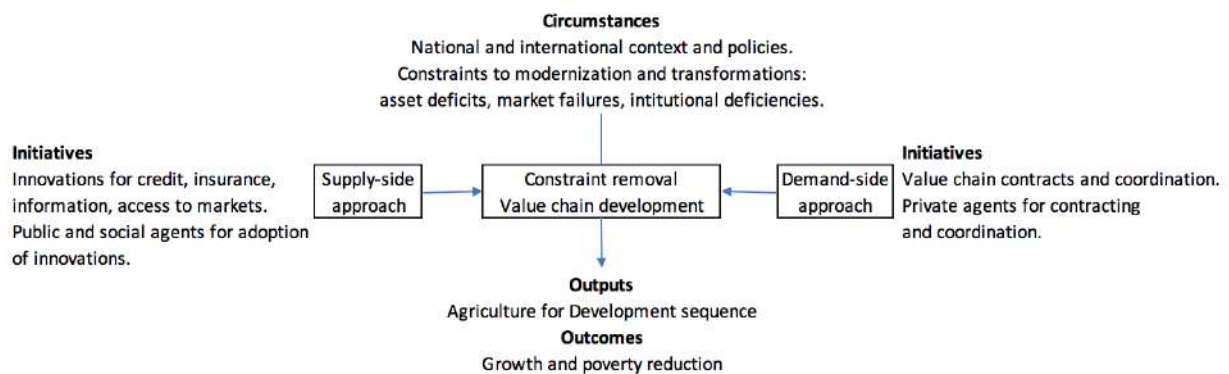 Circumstances
National and international context and policies.
Constraints to modernization and transformations:
asset deficits, market failures, intitutional deficiencies.
Initiatives
Innovations for credit, insurance,
information, access to markets.
Public and social agents for adoption
of innovations.
Supply-side
approach
Constraint removal
Value chain development
Demand-side
approach
Initiatives
Value chain contracts and coordination.
Private agents for contracting
and coordination.
Outputs
Agriculture for Development sequence
Outcomes
Growth and poverty reduction